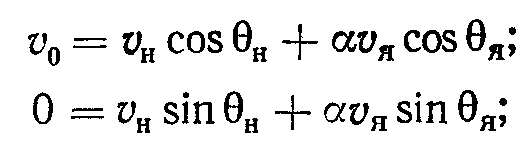 v₀ = vн cos θн + αvя cos θя;
0 = vн sin θн + αvя sin θя;